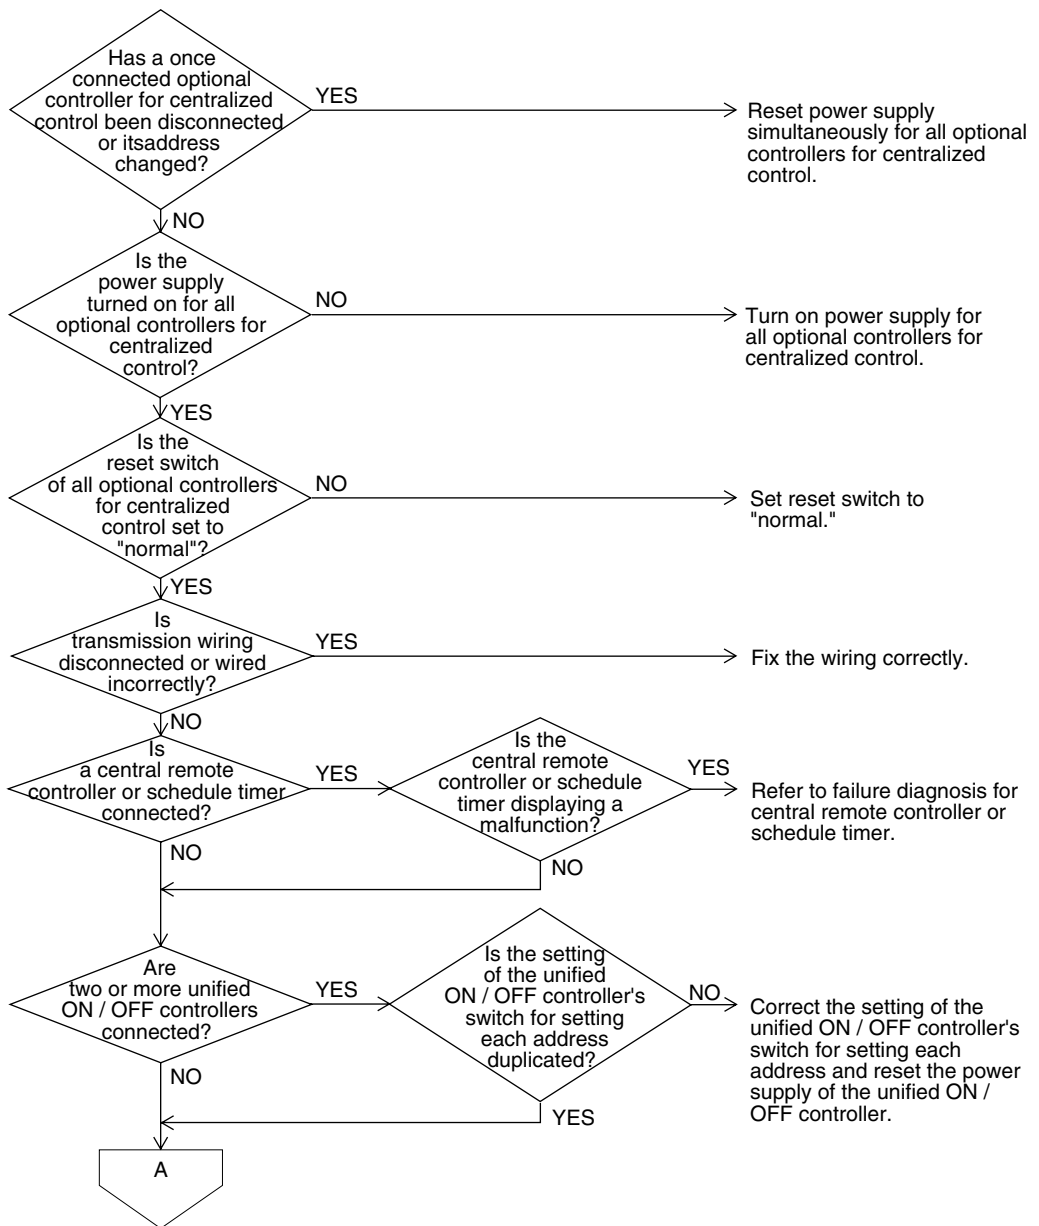 Has a once
connected optional
controller for centralized
control been disconnected
or itsaddress
changed?
YES
Reset power supply
simultaneously for all optional
controllers for centralized
control.
NO
Is the
power supply
turned on for all
optional controllers for
centralized
control?
NO
Turn on power supply for
all optional controllers for
centralized control.
YES
Is the
reset switch
of all optional controllers
for centralized
control set to
"normal"?
NO
Set reset switch to
"normal."
YES
Is
transmission wiring
disconnected or wired
incorrectly?
YES
Fix the wiring correctly.
NO
Is
a central remote
controller or schedule timer
connected?
YES
Is the
central remote
controller or schedule
timer displaying a
malfunction?
YES
Refer to failure diagnosis for
central remote controller or
schedule timer.
NO
NO
Are
two or more unified
ON / OFF controllers
connected?
YES
Is the setting
of the unified
ON / OFF controller's
switch for setting
each address
duplicated?
NO
Correct the setting of the
unified ON / OFF controller's
switch for setting each
address and reset the power
supply of the unified ON /
OFF controller.
NO
YES
A